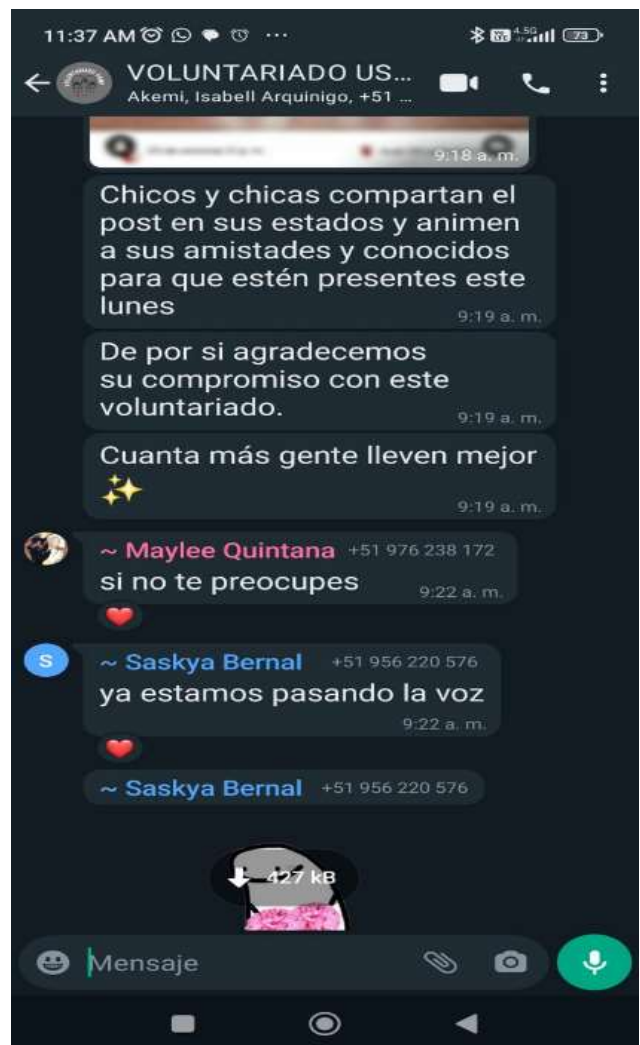 11:37 AM ...
4.5G 73
VOLUNTARIADO US...
Akemi, Isabell Arquinigo, +51 ...
9:18 a. m.
Chicos y chicas compartan el
post en sus estados y animen
a sus amistades y conocidos
para que estén presentes este
lunes
9:19 a. m.
De por si agradecemos
su compromiso con este
voluntariado.
9:19 a. m.
Cuanta más gente lleven mejor
✨
9:19 a. m.
~ Maylee Quintana +51 976 238 172
si no te preocupes
9:22 a. m.
~ Saskya Bernal +51 956 220 576
ya estamos pasando la voz
9:22 a. m.
~ Saskya Bernal +51 956 220 576
427 kB
S
Mensaje